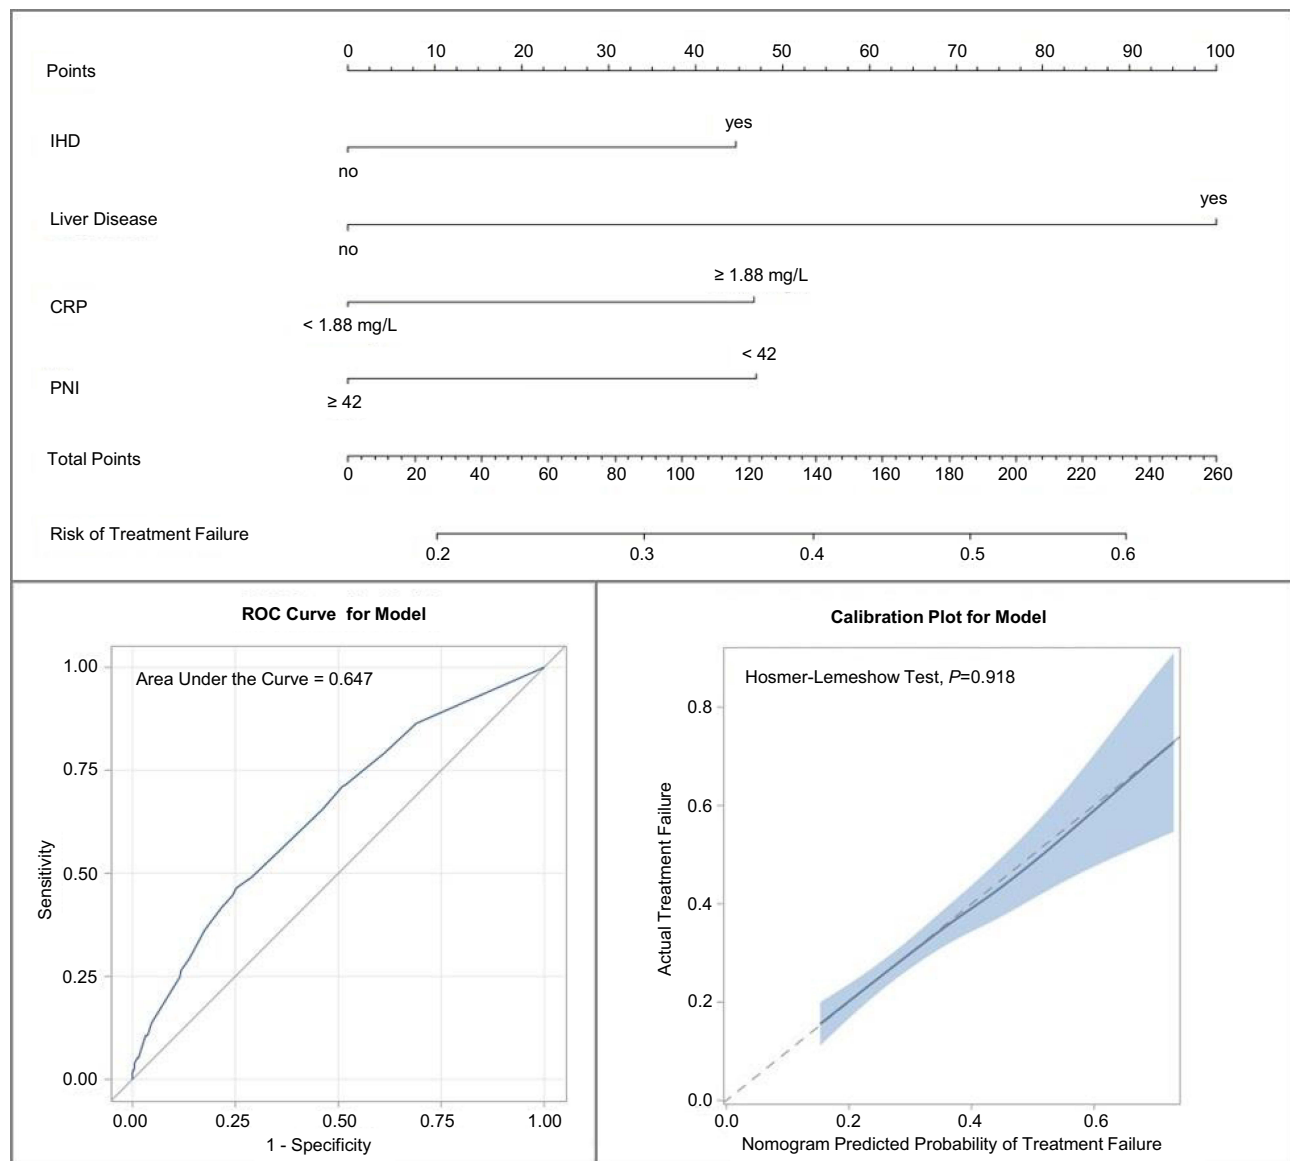 0 10 20 30 40 50 60 70 80 90 100
Points
yes
IHD
no
yes
Liver Disease
no
≥ 1.88 mg/L
CRP
< 1.88 mg/L
< 42
PNI
≥ 42
Total Points
0 20 40 60 80 100 120 140 160 180 200 220 240 260
Risk of Treatment Failure
0.2 0.3 0.4 0.5 0.6
ROC Curve for Model
1.00
Area Under the Curve = 0.647
0.75
0.50
0.25
0.00
Sensitivity
0.00 0.25 0.50 0.75 1.00
1 - Specificity
Calibration Plot for Model
Hosmer-Lemeshow Test, P=0.918
0.8
0.6
0.4
0.2
0.0
Actual Treatment Failure
0.0 0.2 0.4 0.6
Nomogram Predicted Probability of Treatment Failure